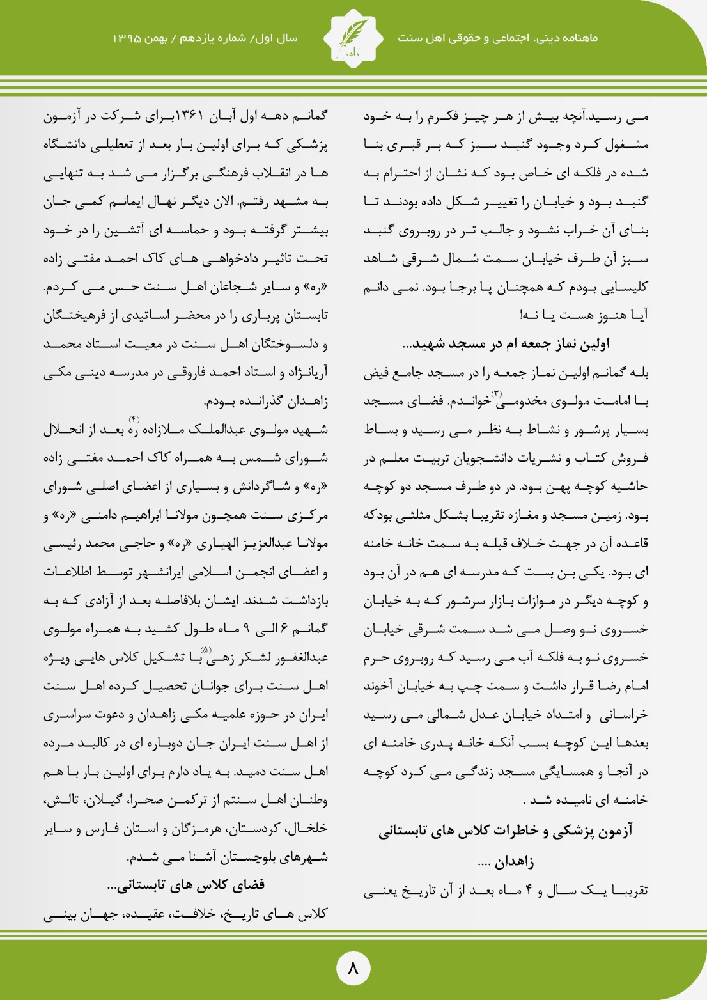 ماهنامه دینی، اجتماعی و حقوقی اهل سنت
سال اول/ شماره یازدهم / بهمن ۱۳۹۵
می رسید.آنچه بیش از هر چیز فکرم را به خود
مشغول کرد وجود گنبد سبز که بر قبری بنا
شده در فلکه ای خاص بود که نشان از احترام به
گنبد بود و خیابان را تغییر شکل داده بودند تا
بنای آن خراب نشود و جالب تر در روبروی گنبد
سبز آن طرف خیابان سمت شمال شرقی شاهد
کلیسایی بودم که همچنان پا برجا بود. نمی دانم
آیا هنوز هست یا نه!
اولین نماز جمعه ام در مسجد شهید...
بله گمانم اولین نماز جمعه را در مسجد جامع فیض
با امامت مولوی مخدومی(۳)خواندم. فضای مسجد
بسیار پرشور و نشاط به نظر می رسید و بساط
فروش کتاب و نشریات دانشجویان تربیت معلم در
حاشیه کوچه پهن بود. در دو طرف مسجد دو کوچه
بود. زمین مسجد و مغازه تقریبا بشکل مثلثی بودکه
قاعده آن در جهت خلاف قبله به سمت خانه خامنه
ای بود. یکی بن بست که مدرسه ای هم در آن بود
و کوچه دیگر در موازات بازار سرشور که به خیابان
خسروی نو وصل می شد سمت شرقی خیابان
خسروی نو به فلکه آب می رسید که روبروی حرم
امام رضا قرار داشت و سمت چپ به خیابان آخوند
خراسانی و امتداد خیابان عدل شمالی می رسید
بعدها این کوچه بسب آنکه خانه پدری خامنه ای
در آنجا و همسایگی مسجد زندگی می کرد کوچه
خامنه ای نامیده شد .
آزمون پزشکی و خاطرات کلاس های تابستانی
زاهدان ....
تقریبا یک سال و ۴ ماه بعد از آن تاریخ یعنی
گمانم دهه اول آبان ۱۳۶۱برای شرکت در آزمون
پزشکی که برای اولین بار بعد از تعطیلی دانشگاه
ها در انقلاب فرهنگی برگزار می شد به تنهایی
به مشهد رفتم. الان دیگر نهال ایمانم کمی جان
بیشتر گرفته بود و حماسه ای آتشین را در خود
تحت تاثیر دادخواهی های کاک احمد مفتی زاده
«ره» و سایر شجاعان اهل سنت حس می کردم.
تابستان پرباری را در محضر اساتیدی از فرهیختگان
و دلسوختگان اهل سنت در معیت استاد محمد
آریانژاد و استاد احمد فاروقی در مدرسه دینی مکی
زاهدان گذرانده بودم.
شهید مولوی عبدالملک ملازاده ره(۴) بعد از انحلال
شورای شمس به همراه کاک احمد مفتی زاده
«ره» و شاگردانش و بسیاری از اعضای اصلی شورای
مرکزی سنت همچون مولانا ابراهیم دامنی «ره» و
مولانا عبدالعزیز الهیاری «ره» و حاجی محمد رئیسی
و اعضای انجمن اسلامی ایرانشهر توسط اطلاعات
بازداشت شدند. ایشان بلافاصله بعد از آزادی که به
گمانم ۶ الی ۹ ماه طول کشید به همراه مولوی
عبدالغفور لشکر زهی(۵)با تشکیل کلاس هایی ویژه
اهل سنت برای جوانان تحصیل کرده اهل سنت
ایران در حوزه علمیه مکی زاهدان و دعوت سراسری
از اهل سنت ایران جان دوباره ای در کالبد مرده
اهل سنت دمید. به یاد دارم برای اولین بار با هم
وطنان اهل سنتم از ترکمن صحرا، گیلان، تالش،
خلخال، کردستان، هرمزگان و استان فارس و سایر
شهرهای بلوچستان آشنا می شدم.
فضای کلاس های تابستانی...
کلاس های تاریخ، خلافت، عقیده، جهان بینی
۸